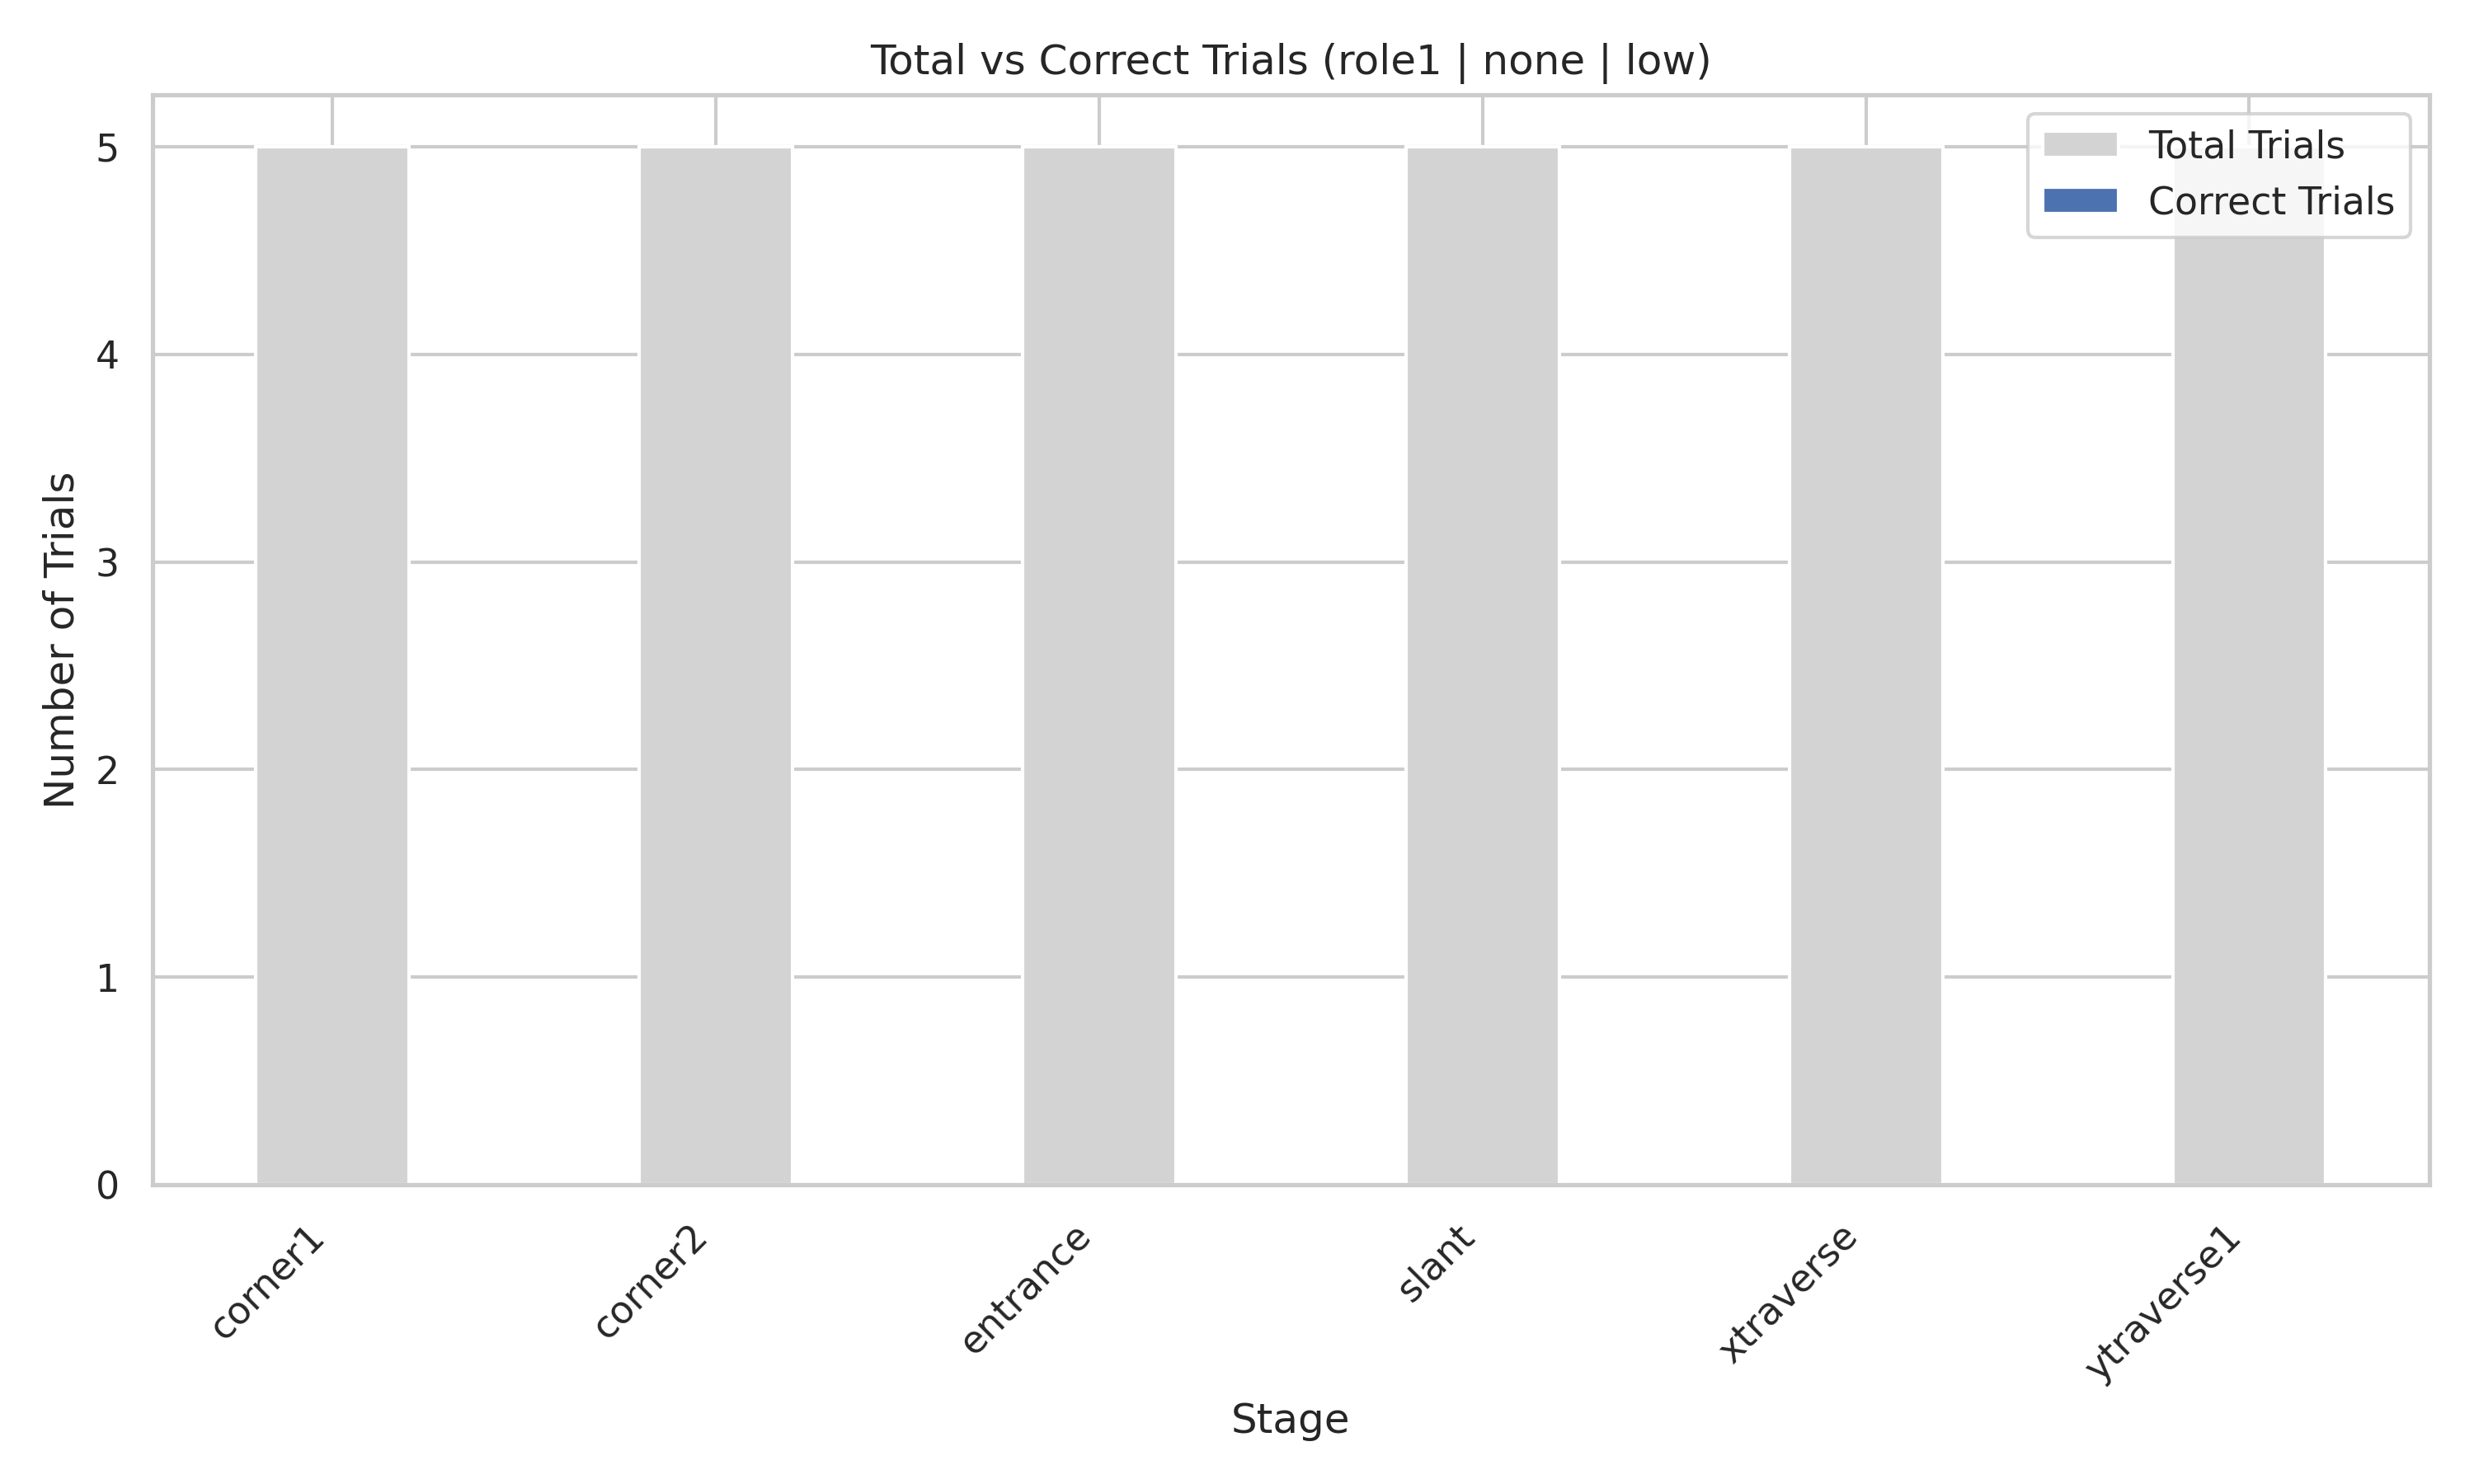 Total vs Correct Trials (role1 | none | low)
Total Trials
Correct Trials
Number of Trials
5
4
3
2
1
0
corner1
corner2
entrance
slant
xtraverse
ytraverse1
Stage